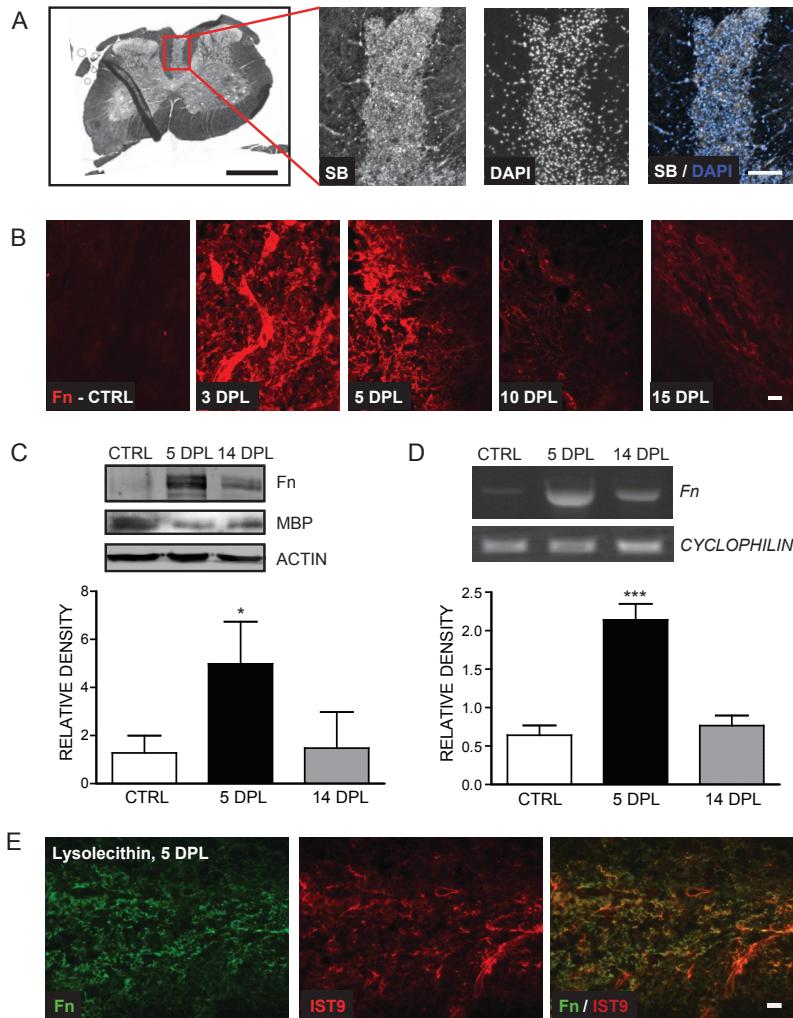 A
SB
DAPI
SB / DAPI
B
Fn - CTRL
3 DPL
5 DPL
10 DPL
15 DPL
C
CTRL 5 DPL 14 DPL
Fn
MBP
ACTIN
RELATIVE DENSITY
8
6
4
2
0
*
CTRL
5 DPL
14 DPL
D
CTRL 5 DPL 14 DPL
Fn
CYCLOPHILIN
RELATIVE DENSITY
2.5
2.0
1.5
1.0
0.5
0.0
***
CTRL
5 DPL
14 DPL
E
Lysolecithin, 5 DPL
Fn
IST9
Fn / IST9